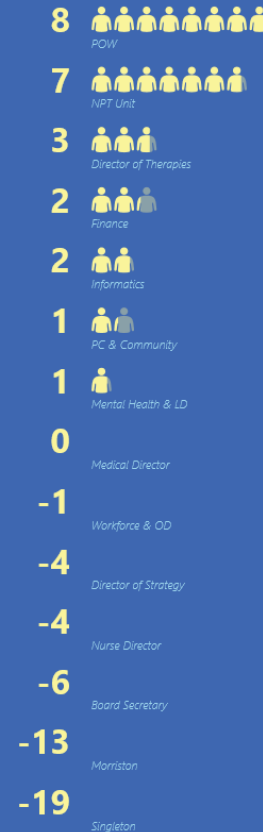 8
POW
7
NPT Unit
3
Director of Therapies
2
Finance
2
Informatics
1
PC & Community
1
Mental Health & LD
0
Medical Director
-1
Workforce & OD
-4
Director of Strategy
-4
Nurse Director
-6
Board Secretary
-13
Morriston
-19
Singleton